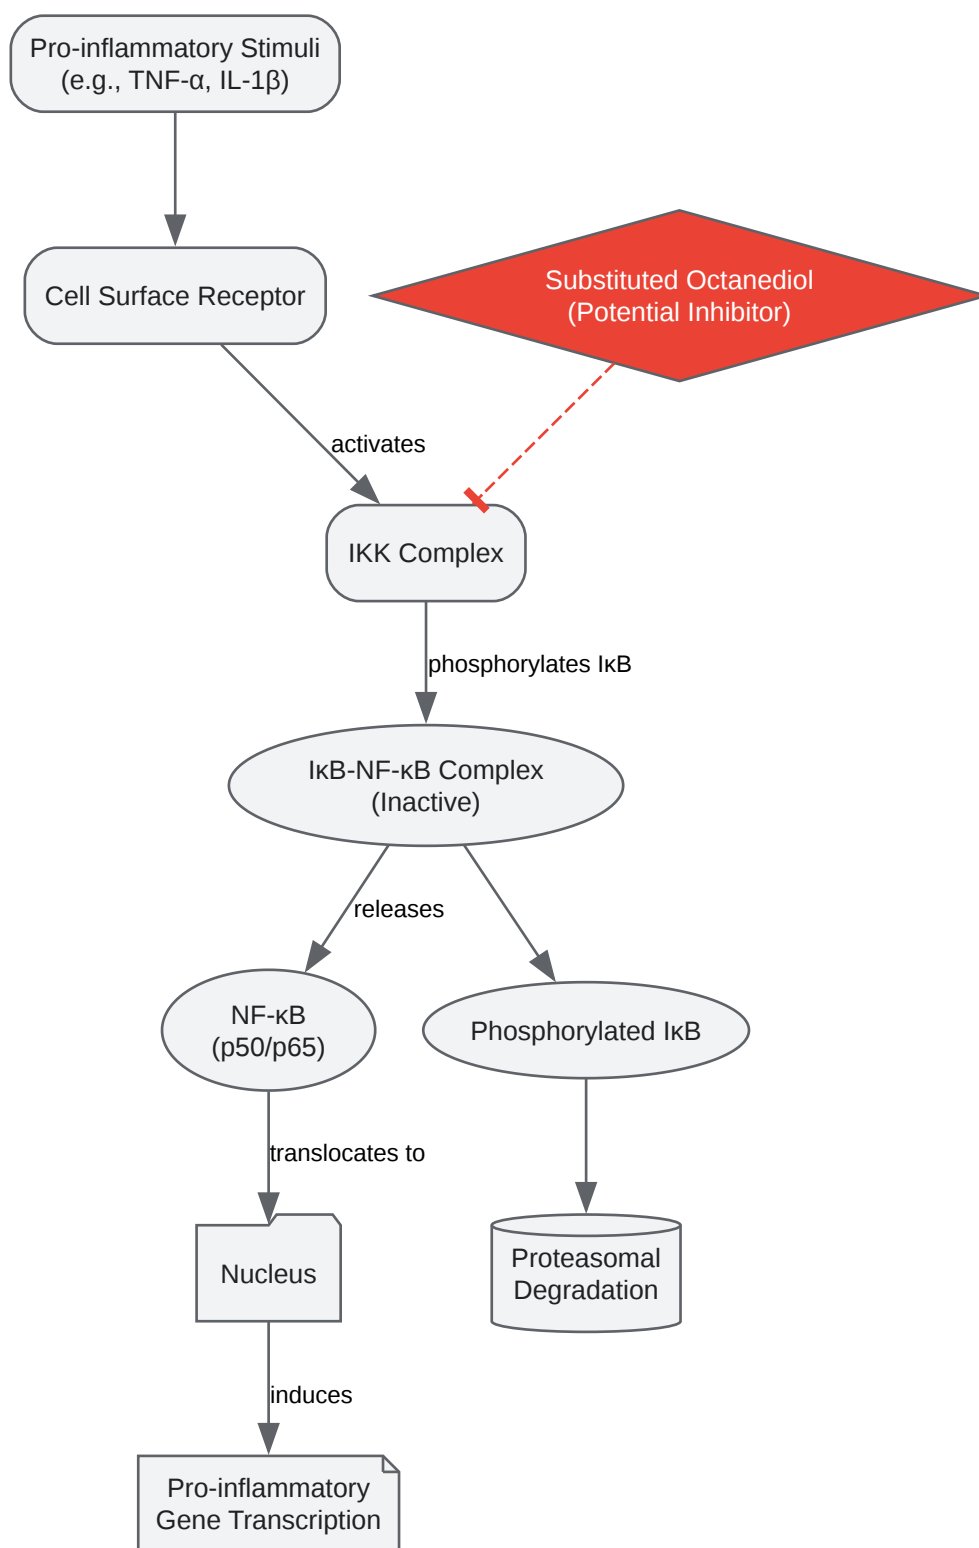 Pro-inflammatory Stimuli
(e.g., TNF-α, IL-1β)
Cell Surface Receptor
Substituted Octanediol
(Potential Inhibitor)
activates
IKK Complex
phosphorylates IκB
IκB-NF-κB Complex
(Inactive)
releases
NF-κB
(p50/p65)
Phosphorylated IκB
translocates to
Nucleus
Proteasomal
Degradation
induces
Pro-inflammatory
Gene Transcription